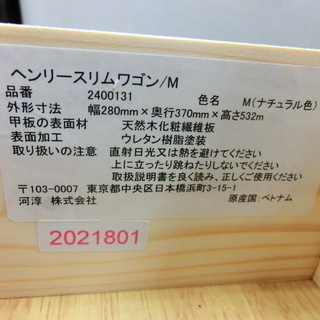 ヘンリースリムワゴン/M
品番 2400131 色名 M(ナチュラル色)
外形寸法 幅280mm×奥行370mm×高さ532m
甲板の表面材 天然木化粧繊維板
表面加工 ウレタン樹脂塗装
取り扱いの注意 直射日光又は熱を避けてください
上に立ったり跳ねたりしないでください
取扱説明書を良く読み、正しくご使用ください
〒103-0007 東京都中央区日本橋浜町3-15-1
河淳 株式会社 原産国:ベトナム
2021801